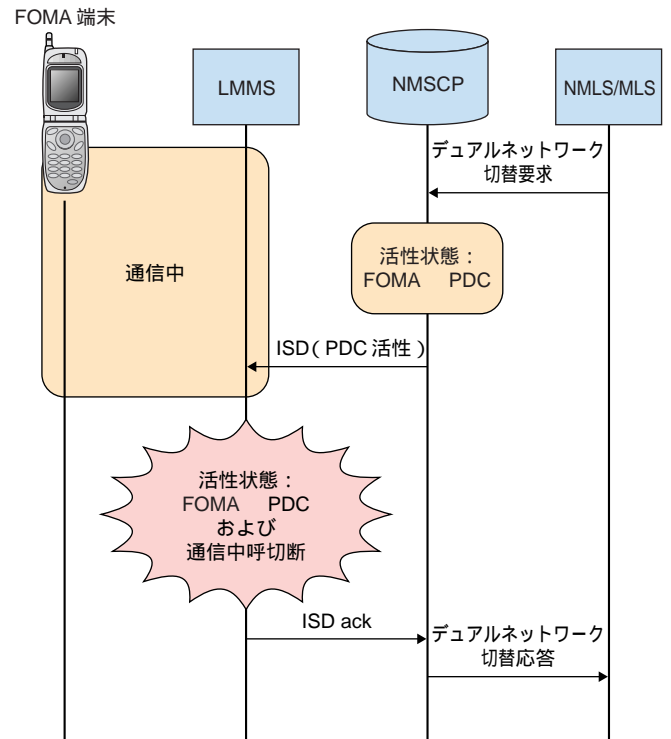 FOMA 端末
LMMS
NMSCP
NMLS/MLS
デュアルネットワーク
切替要求
通信中
活性状態：
FOMA PDC
ISD（PDC 活性）
活性状態：
FOMA PDC
および
通信中呼切断
ISD ack
デュアルネットワーク
切替応答